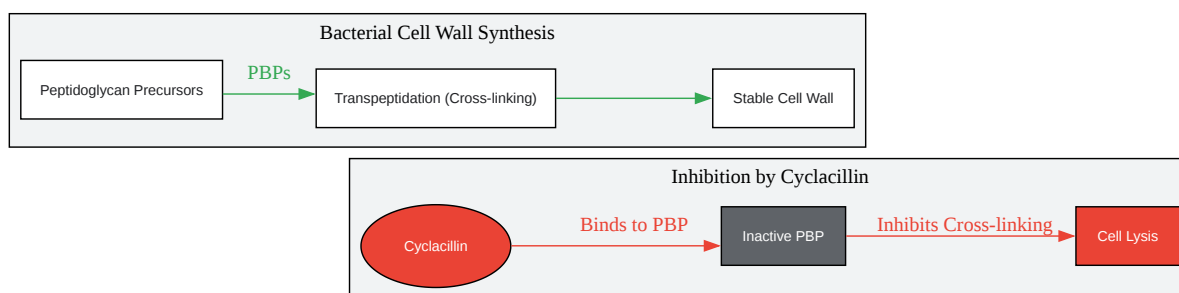 Bacterial Cell Wall Synthesis
Peptidoglycan Precursors
PBPs
Transpeptidation (Cross-linking)
Stable Cell Wall
Inhibition by Cyclacillin
Cyclacillin
Binds to PBP
Inactive PBP
Inhibits Cross-linking
Cell Lysis